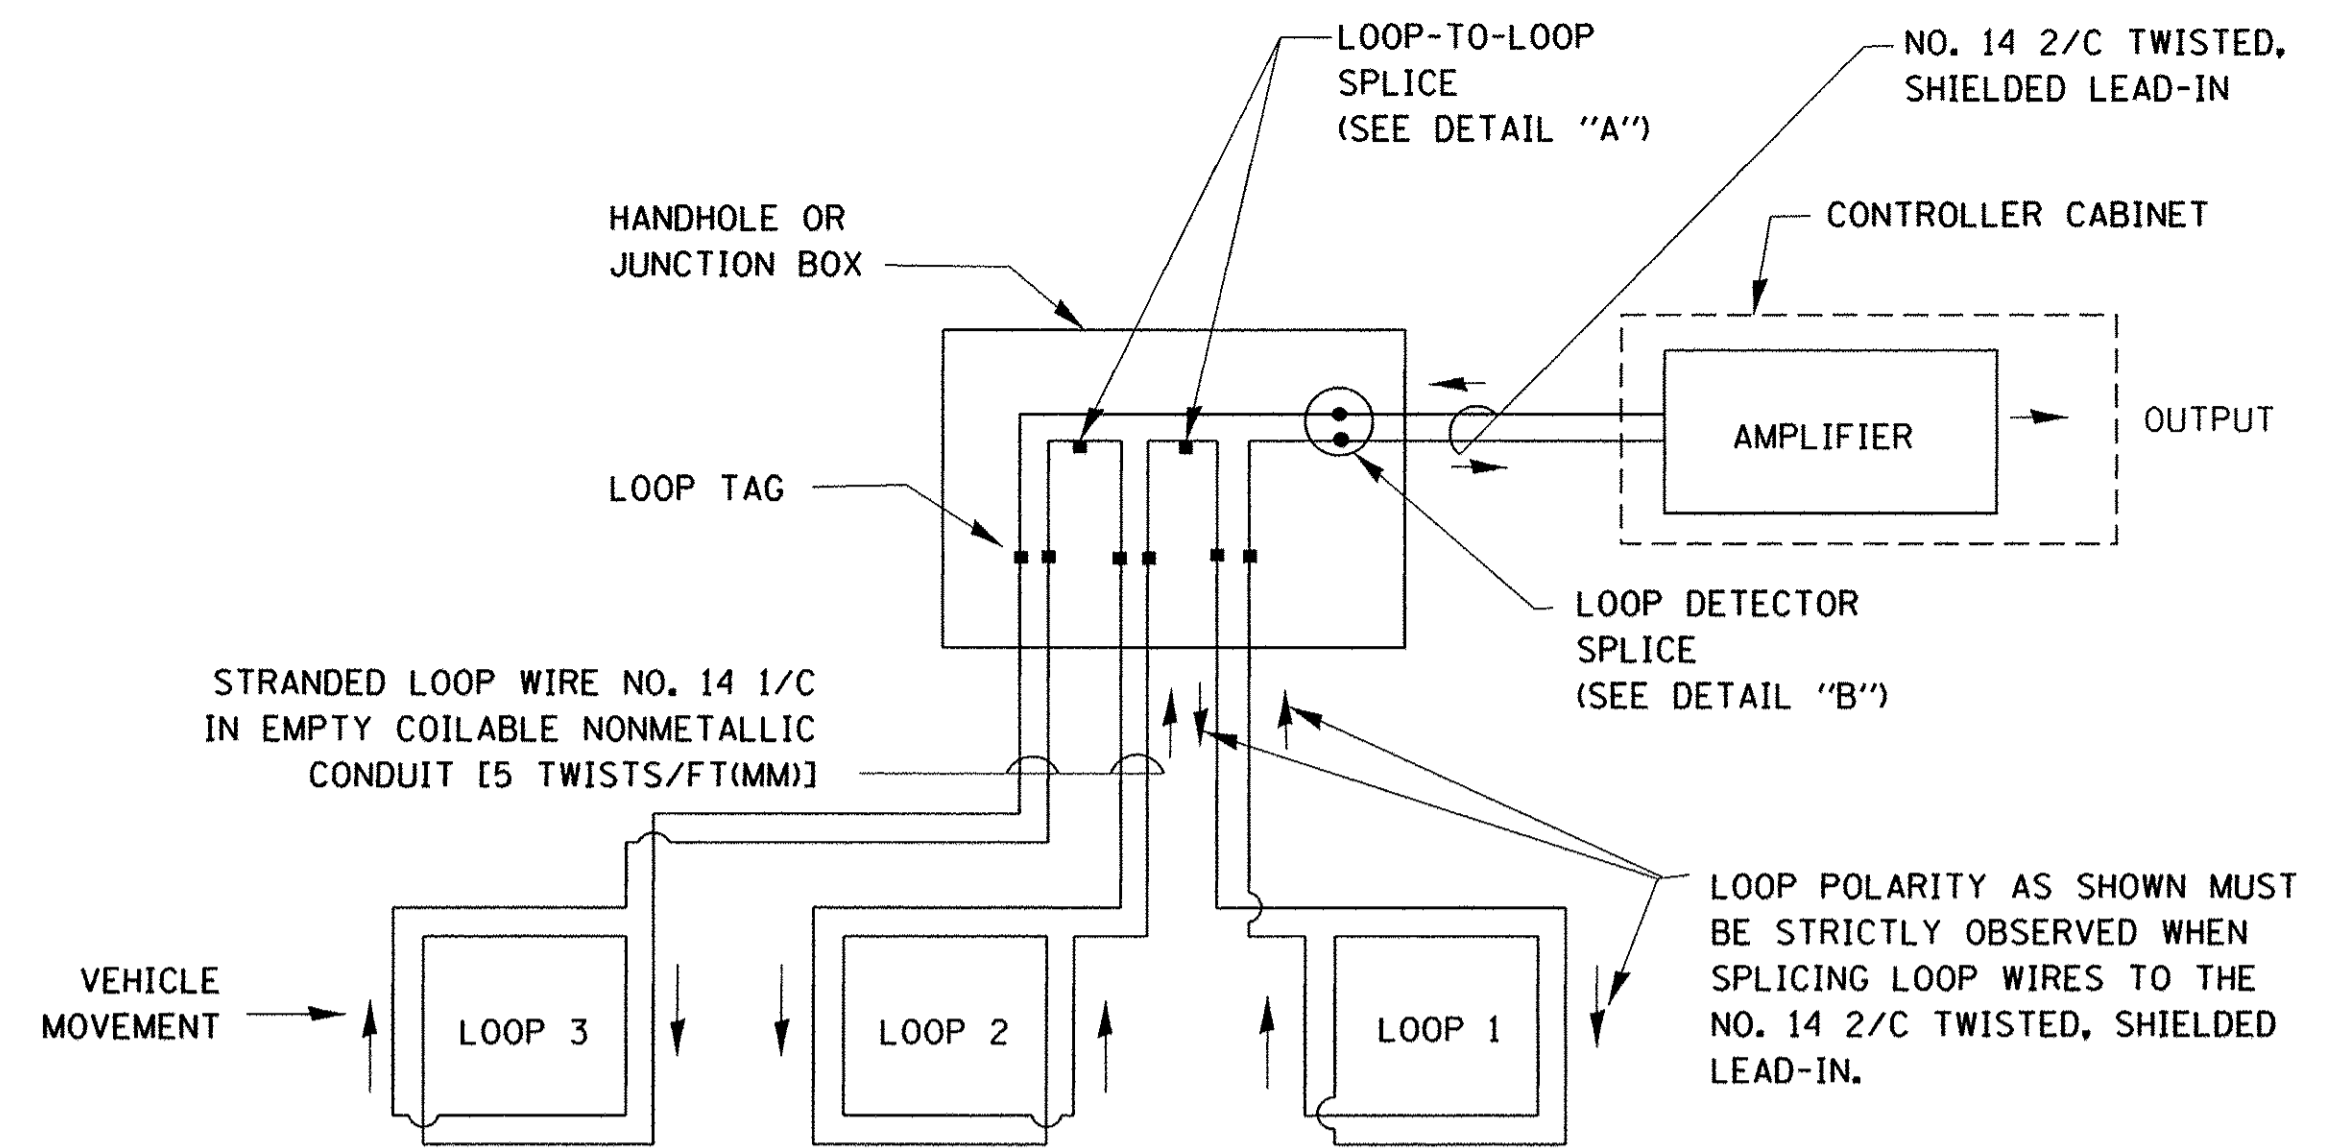 LOOP-TO-LOOP
SPLICE
(SEE DETAIL "A")
NO. 14 2/C TWISTED,
SHIELDED LEAD-IN
HANDHOLE OR
JUNCTION BOX
CONTROLLER CABINET
AMPLIFIER
OUTPUT
LOOP TAG
LOOP DETECTOR
SPLICE
(SEE DETAIL "B")
STRANDED LOOP WIRE NO. 14 1/C
IN EMPTY COILABLE NONMETALLIC
CONDUIT [5 TWISTS/FT(MM)]
LOOP POLARITY AS SHOWN MUST
BE STRICTLY OBSERVED WHEN
SPLICING LOOP WIRES TO THE
NO. 14 2/C TWISTED, SHIELDED
LEAD-IN.
VEHICLE
MOVEMENT
LOOP 3
LOOP 2
LOOP 1